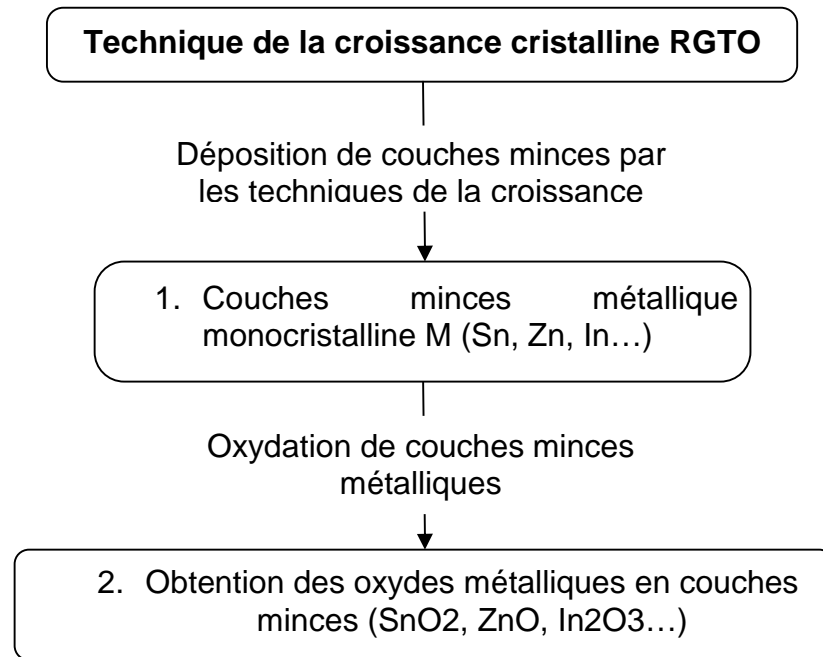 Technique de la croissance cristalline RGTO
Déposition de couches minces par
les techniques de la croissance
1. Couches minces métallique
monocristalline M (Sn, Zn, In…)
Oxydation de couches minces
métalliques
2. Obtention des oxydes métalliques en couches
minces (SnO2, ZnO, In2O3…)